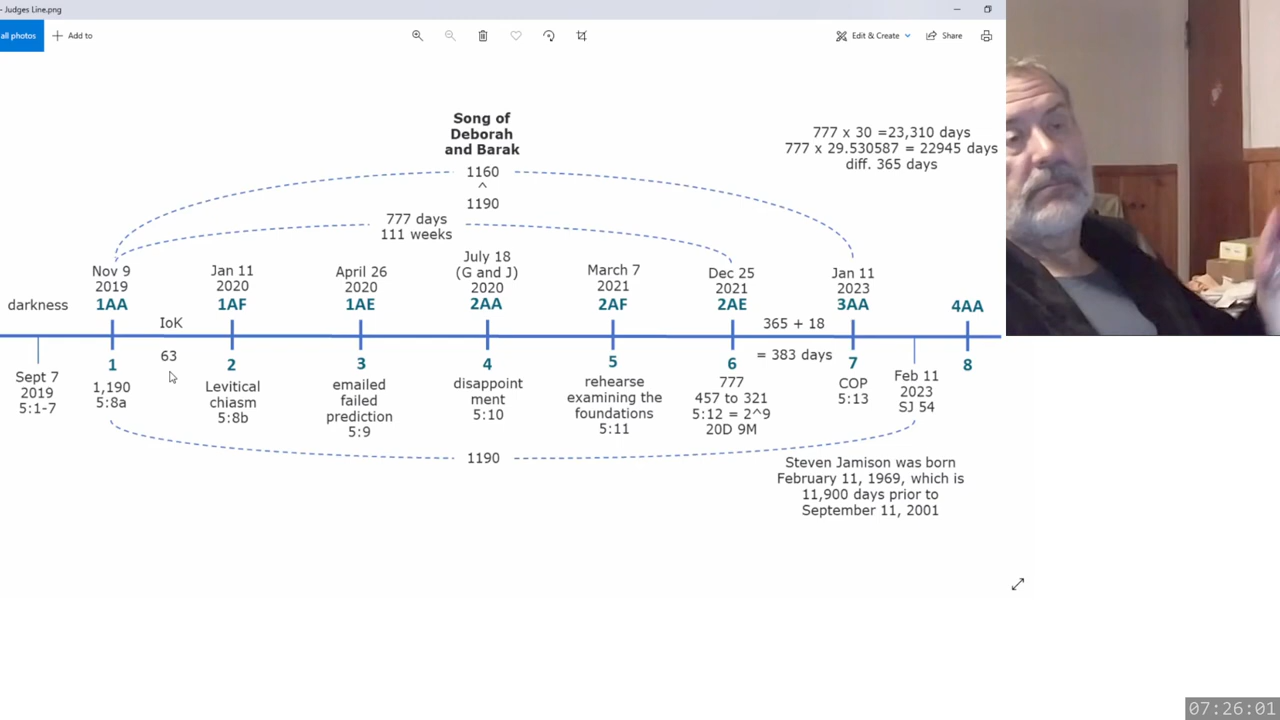 - Judges Line.png
all photos
Add to
Edit & Create
Share
Song of
Deborah
and Barak
1160
^
1190
777 x 30 =23,310 days
777 x 29.530587 = 22945 days
diff. 365 days
777 days
111 weeks
darkness
Nov 9
2019
1AA
IoK
Jan 11
2020
1AF
April 26
2020
1AE
July 18
(G and J)
2020
2AA
March 7
2021
2AF
Dec 25
2021
2AE
365 + 18
Jan 11
2023
3AA
4AA
Sept 7
2019
5:1-7
1
1,190
5:8a
63
2
Levitical
chiasm
5:8b
3
emailed
failed
prediction
5:9
4
disappoint
ment
5:10
5
rehearse
examining the
foundations
5:11
6
777
457 to 321
5:12 = 2^9
20D 9M
= 383 days
7
COP
5:13
Feb 11
2023
SJ 54
8
1190
Steven Jamison was born
February 11, 1969, which is
11,900 days prior to
September 11, 2001
07:26:01